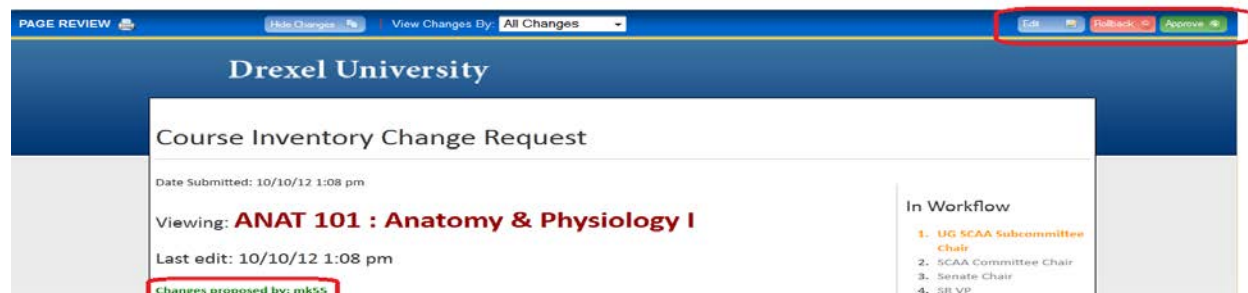 PAGE REVIEW Hide Changes View Changes By: All Changes Edit Rollback Approve
Drexel University
Course Inventory Change Request
Date Submitted: 10/10/12 1:08 pm
Viewing: ANAT 101 : Anatomy & Physiology I
Last edit: 10/10/12 1:08 pm
Changes proposed by: mk55
In Workflow
1. UG SCAA Subcommittee
Chair
2. SCAA Committee Chair
3. Senate Chair
4. SR VP